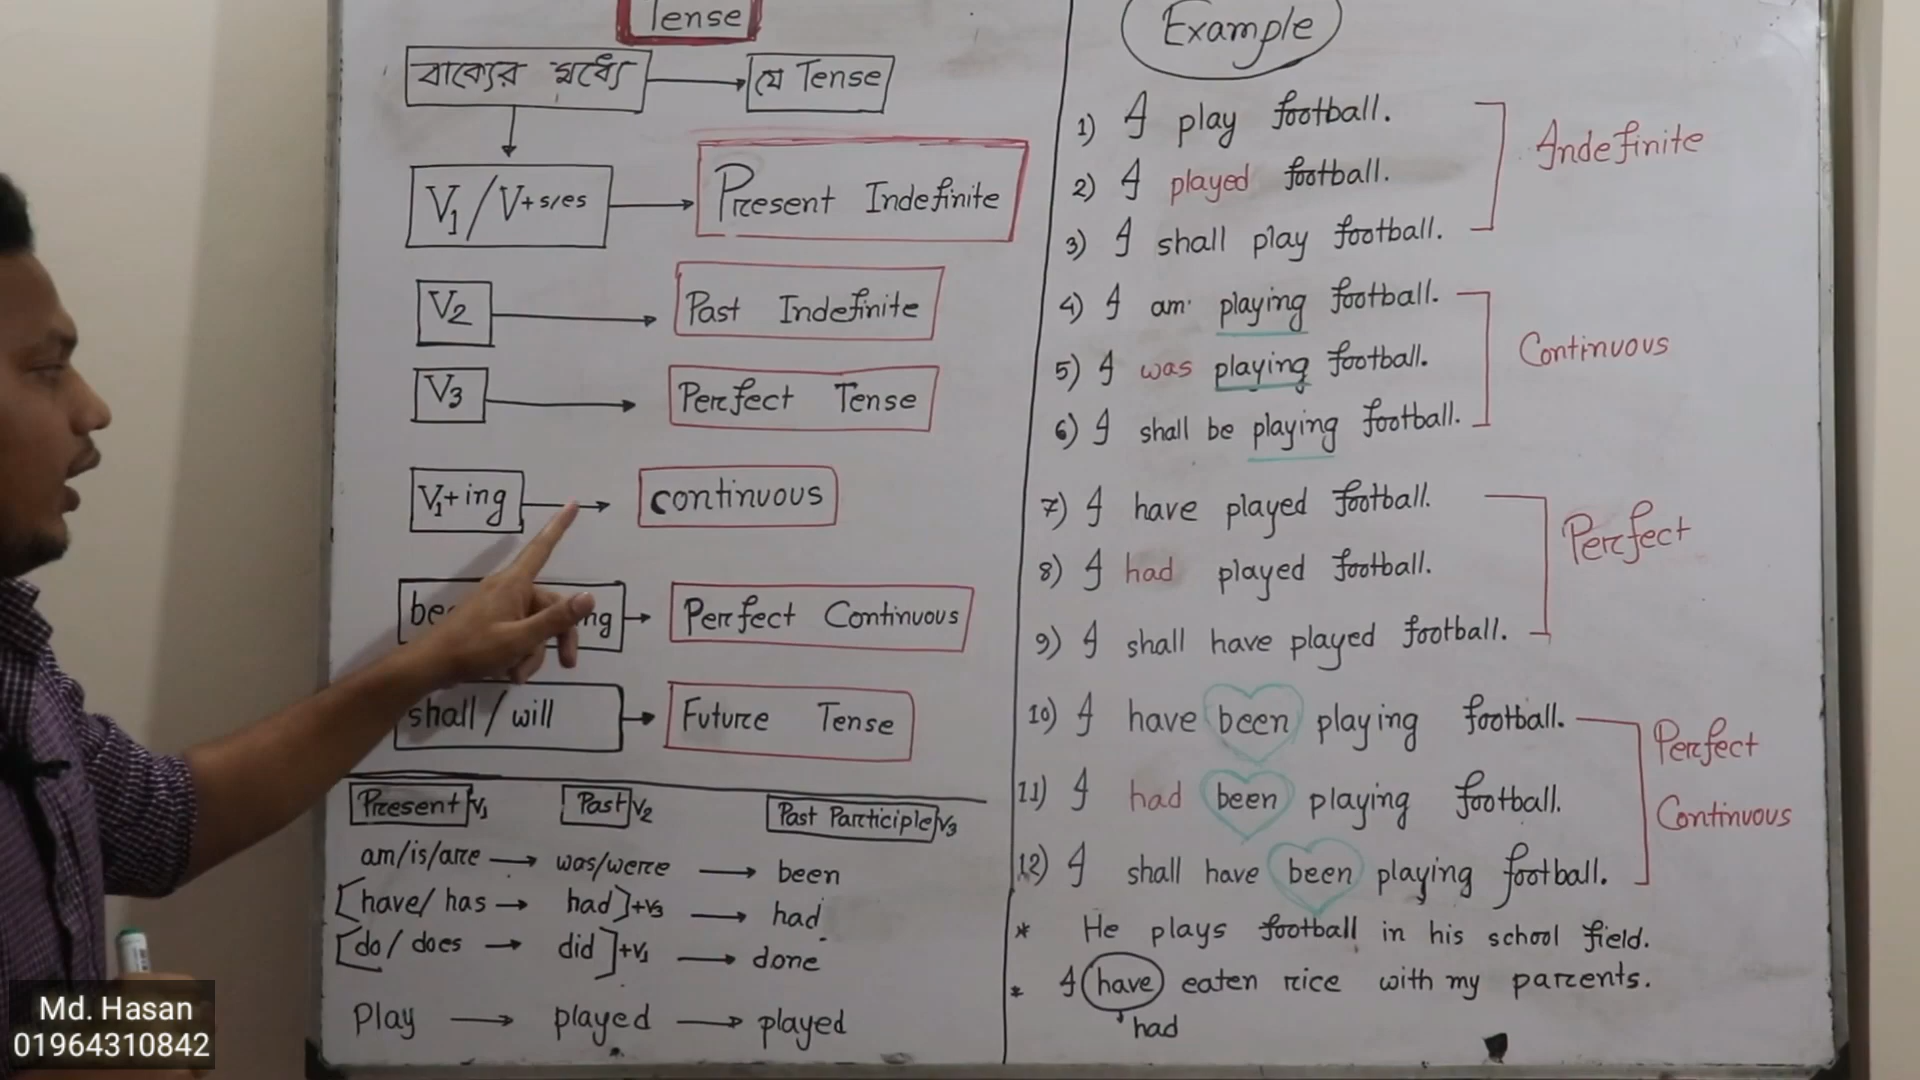 Tense
বাক্যের মধ্যে → যে Tense
V1/V+s/es → Present Indefinite
V2 → Past Indefinite
V3 → Perfect Tense
V1+ing → continuous
→ Perfect Continuous
shall/will → Future Tense
Present V1 Past V2 Past Participle V3
am/is/are → was/were → been
[have/has → had]+V3 → had
[do/does → did]+V1 → done
Play → played → played
Example
1) I play football.
2) I played football.
3) I shall play football.
Indefinite
4) I am playing football.
5) I was playing football.
6) I shall be playing football.
Continuous
7) I have played football.
8) I had played football.
9) I shall have played football.
Perfect
10) I have been playing football.
11) I had been playing football.
12) I shall have been playing football.
Perfect
Continuous
* He plays football in his school field.
* I have eaten rice with my parents.
had
Md. Hasan
01964310842